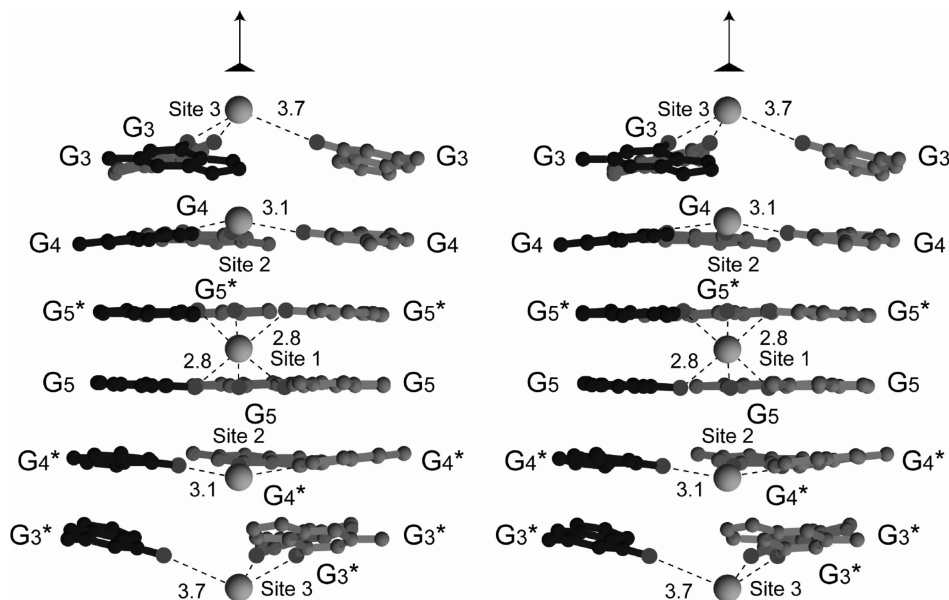 Site 3 3.7 Site 3 3.7
G3 G3
G3 G3 G3 G3
G4 3.1 G4 3.1
G4 G4 G4 G4
Site 2 Site 2
G5* G5*
G5* G5* G5* G5*
2.8 2.8
2.8 Site 1 2.8 Site 1
G5 G5 G5 G5
G5 G5
Site 2 Site 2
G4* G4* G4* G4*
3.1 3.1
G4* G4*
G3* G3* G3* G3*
G3* G3*
3.7 Site 3 3.7 Site 3